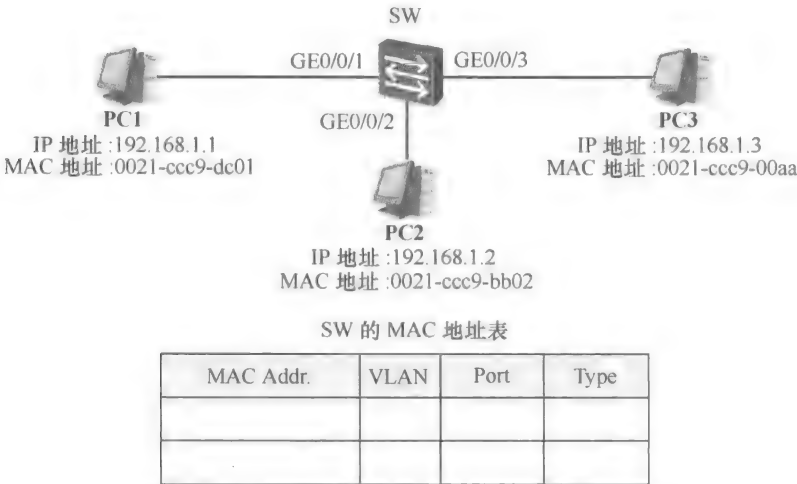 SW
GE0/0/1
GE0/0/3
GE0/0/2
PC1
IP 地址 :192.168.1.1
MAC 地址 :0021-ccc9-dc01
PC3
IP 地址 :192.168.1.3
MAC 地址 :0021-ccc9-00aa
PC2
IP 地址 :192.168.1.2
MAC 地址 :0021-ccc9-bb02
SW 的 MAC 地址表
MAC Addr. VLAN Port Type